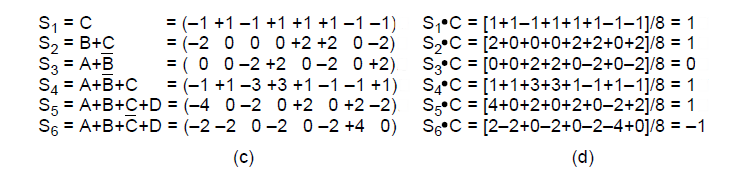 S₁ = C = (–1 +1 –1 +1 +1 +1 –1 –1) S₁•C = [1+1–1+1+1+1–1–1]/8 = 1
S₂ = B+C = (–2 0 0 0 +2 +2 0 –2) S₂•C = [2+0+0+0+2+2+0+2]/8 = 1
S₃ = A+B̅ = ( 0 0 –2 +2 0 –2 0 +2) S₃•C = [0+0+2+2+0–2+0–2]/8 = 0
S₄ = A+B̅+C = (–1 +1 –3 +3 +1 –1 –1 +1) S₄•C = [1+1+3+3+1–1+1–1]/8 = 1
S₅ = A+B+C+D = (–4 0 –2 0 +2 0 +2 –2) S₅•C = [4+0+2+0+2+0–2+2]/8 = 1
S₆ = A+B+C̅+D = (–2 –2 0 –2 0 –2 +4 0) S₆•C = [2–2+0–2+0–2–4+0]/8 = –1
(c) (d)